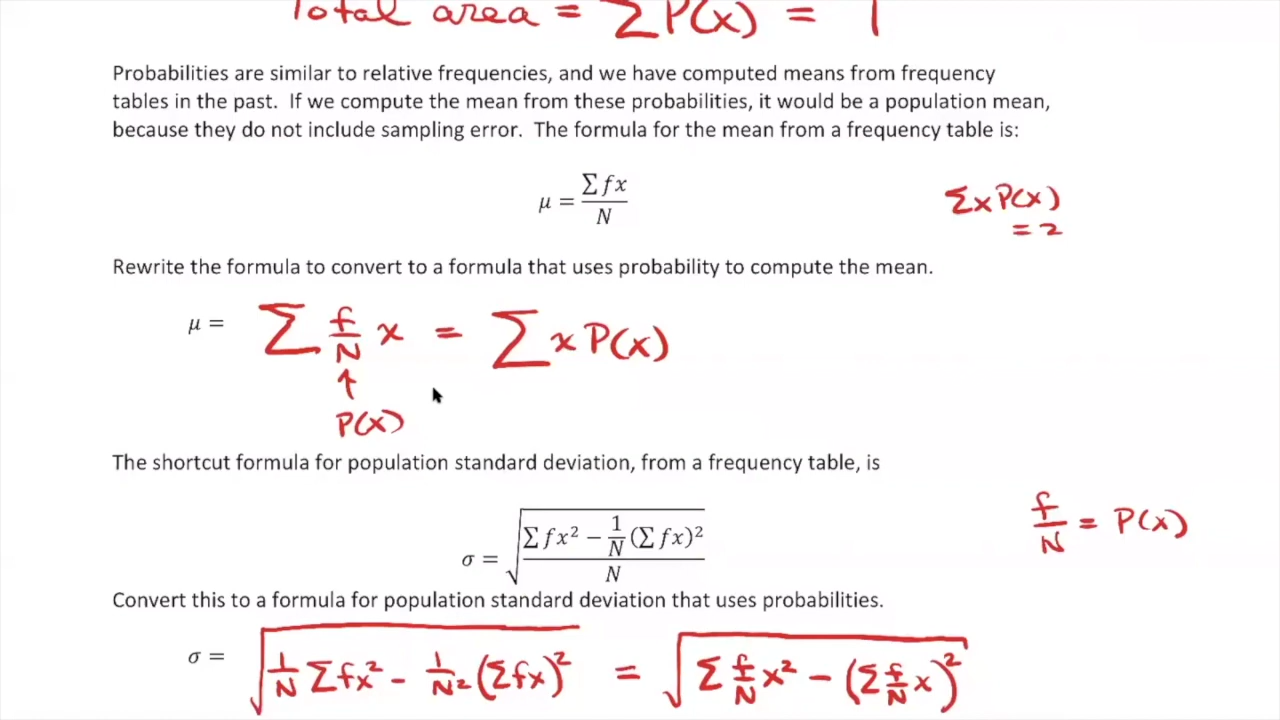 Total area = ΣP(x) = 1
Probabilities are similar to relative frequencies, and we have computed means from frequency
tables in the past. If we compute the mean from these probabilities, it would be a population mean,
because they do not include sampling error. The formula for the mean from a frequency table is:
μ = Σfx / N
Σx P(x)
= 2
Rewrite the formula to convert to a formula that uses probability to compute the mean.
μ = Σ f/N x = Σ x P(x)
↑
P(x)
The shortcut formula for population standard deviation, from a frequency table, is
σ = √((Σfx² − 1/N (Σfx)²) / N)
f/N = P(x)
Convert this to a formula for population standard deviation that uses probabilities.
σ = √(1/N Σfx² − 1/N² (Σfx)²) = √(Σ f/N x² − (Σ f/N x)²)